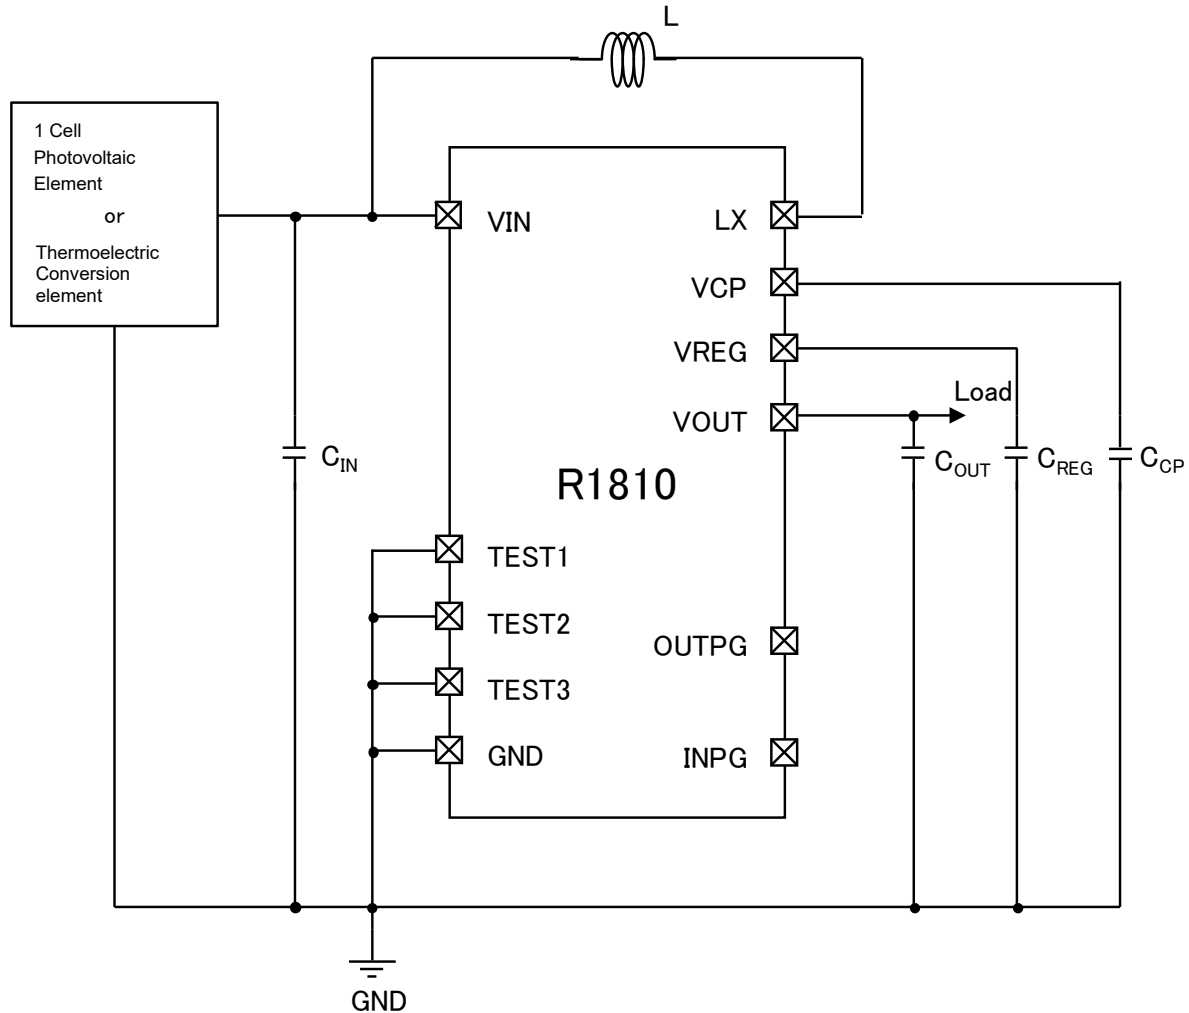 L
1 Cell
Photovoltaic
Element
or
Thermoelectric
Conversion
element
VIN
LX
VCP
VREG
VOUT
Load
R1810
CIN
COUT
CREG
CCP
TEST1
TEST2
TEST3
GND
OUTPG
INPG
GND